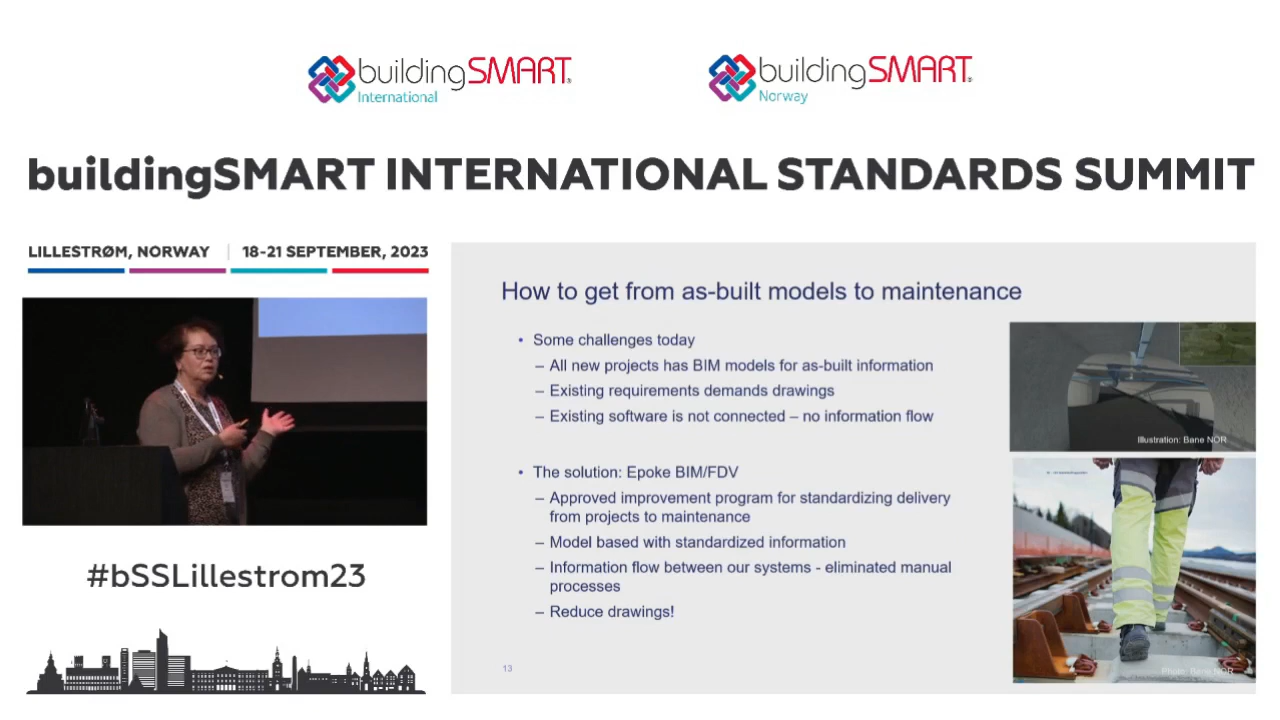 buildingSMART
International
buildingSMART
Norway
buildingSMART INTERNATIONAL STANDARDS SUMMIT
LILLESTRØM, NORWAY | 18-21 SEPTEMBER, 2023
#bSSLillestrom23
How to get from as-built models to maintenance
• Some challenges today
– All new projects has BIM models for as-built information
– Existing requirements demands drawings
– Existing software is not connected – no information flow
• The solution: Epoke BIM/FDV
– Approved improvement program for standardizing delivery
from projects to maintenance
– Model based with standardized information
– Information flow between our systems - eliminated manual
processes
– Reduce drawings!
13
Illustration: Bane NOR
Photo: Bane NOR